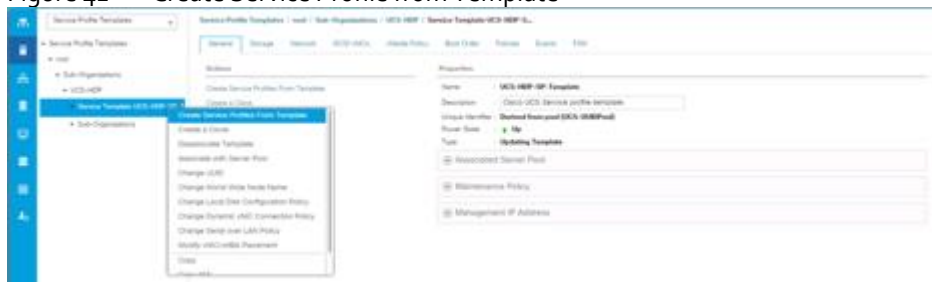 Service Profile Templates
Service Profile Templates / root / Sub-Organizations / UCS-HDP / Service Template UCS-HDP-S...
Service Profile Templates
root
Sub-Organizations
UCS-HDP
Service Template UCS-HDP-SP-T
Sub-Organizations
General Storage Network iSCSI vNICs vMedia Policy Boot Order Policies Events FSM
Actions
Create Service Profiles From Template
Create a Clone
Create Service Profiles From Template
Create a Clone
Disassociate Template
Associate with Server Pool
Change UUID
Change World Wide Node Name
Change Local Disk Configuration Policy
Change Dynamic vNIC Connection Policy
Change Serial over LAN Policy
Modify vNIC/vHBA Placement
Copy
Properties
Name : UCS-HDP-SP-Template
Description : Cisco UCS Service profile template
Unique Identifier : Derived from pool (UCS-UUIDPool)
Power State : Up
Type : Updating Template
Associated Server Pool
Maintenance Policy
Management IP Address